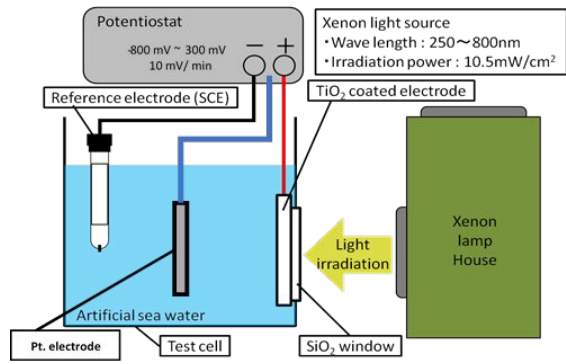 Potentiostat
-800 mV ~ 300 mV
10 mV/ min
− +
Xenon light source
・Wave length : 250～800nm
・Irradiation power : 10.5mW/cm²
Reference electrode (SCE)
TiO₂ coated electrode
Light
irradiation
Xenon
lamp
House
Artificial sea water
Pt. electrode
Test cell
SiO₂ window